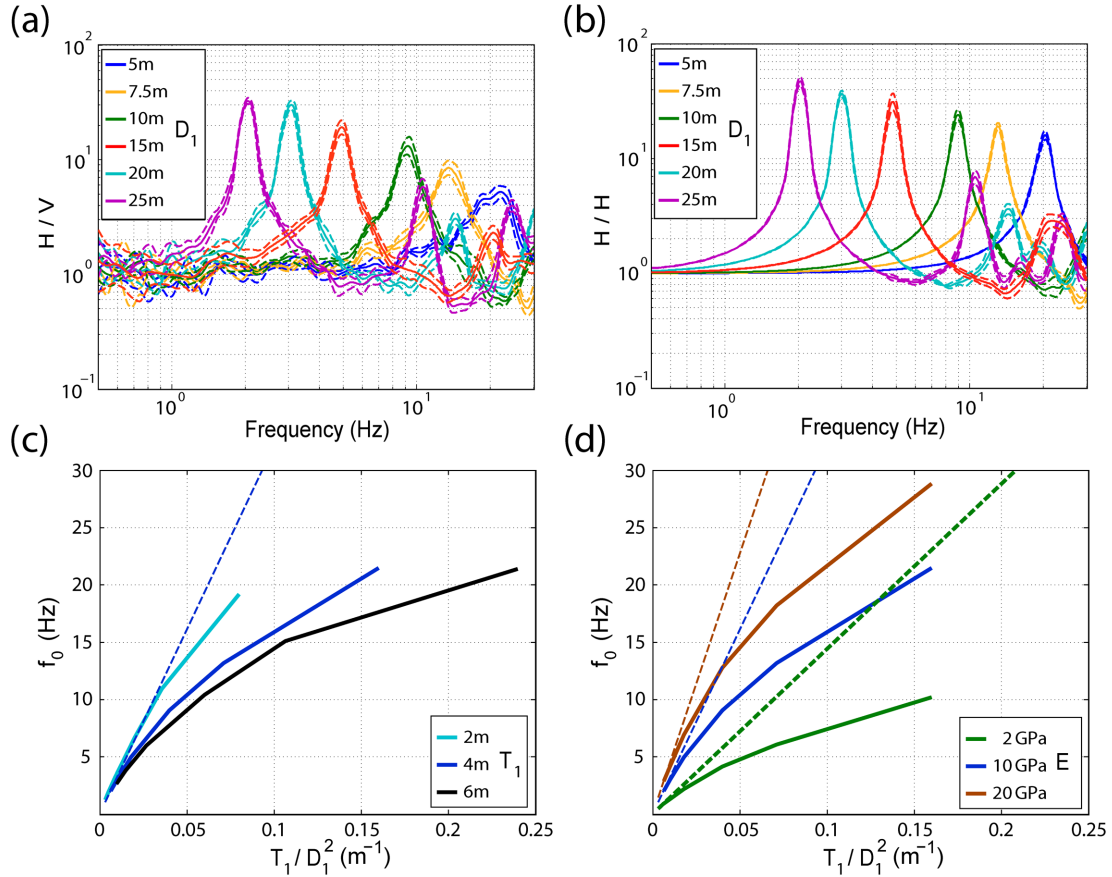 (a)
10²
10¹
10⁰
10⁻¹
H / V
5m
7.5m
10m
15m
20m
25m
D₁
10⁰
10¹
Frequency (Hz)
(b)
10²
10¹
10⁰
10⁻¹
H / H
5m
7.5m
10m
15m
20m
25m
D₁
10⁰
10¹
Frequency (Hz)
(c)
30
25
20
15
10
5
f₀ (Hz)
2m
4m
6m
T₁
0
0.05
0.1
0.15
0.2
0.25
T₁ / D₁² (m⁻¹)
(d)
30
25
20
15
10
5
f₀ (Hz)
2 GPa
10 GPa
20 GPa
E
0
0.05
0.1
0.15
0.2
0.25
T₁ / D₁² (m⁻¹)